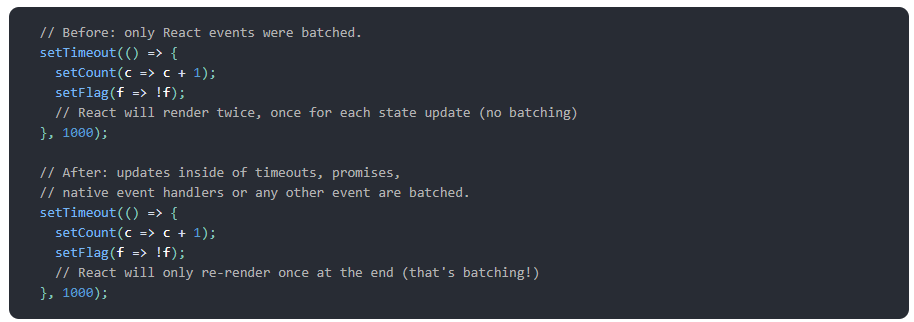 // Before: only React events were batched.
setTimeout(() => {
  setCount(c => c + 1);
  setFlag(f => !f);
  // React will render twice, once for each state update (no batching)
}, 1000);

// After: updates inside of timeouts, promises,
// native event handlers or any other event are batched.
setTimeout(() => {
  setCount(c => c + 1);
  setFlag(f => !f);
  // React will only re-render once at the end (that's batching!)
}, 1000);